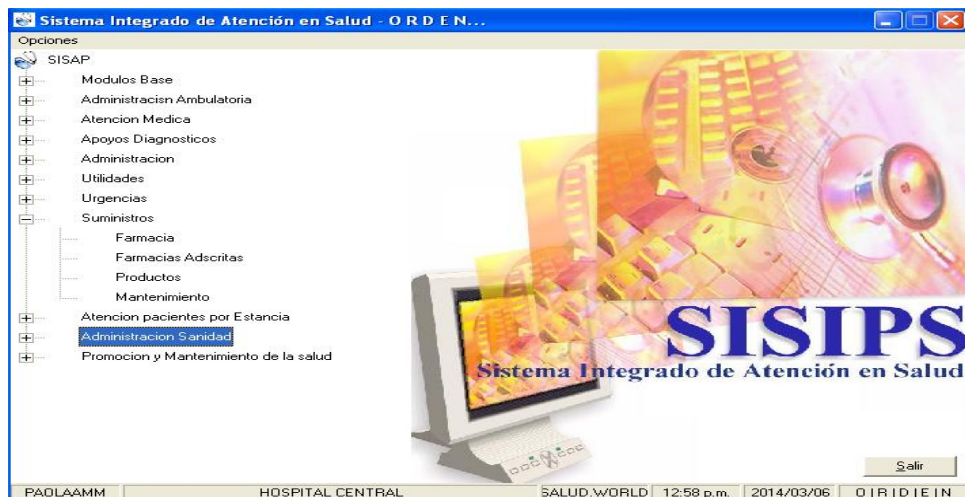 Sistema Integrado de Atención en Salud - O R D E N...
Opciones
SISAP
Modulos Base
Administracisn Ambulatoria
Atencion Medica
Apoyos Diagnosticos
Administracion
Utilidades
Urgencias
Suministros
Farmacia
Farmacias Adscritas
Productos
Mantenimiento
Atencion pacientes por Estancia
Administracion Sanidad
Promocion y Mantenimiento de la salud
SISIPS
Sistema Integrado de Atención en Salud
Salir
PAOLAAMM HOSPITAL CENTRAL SALUD.WORLD 12:58 p.m. 2014/03/06 O | R | D | E | N